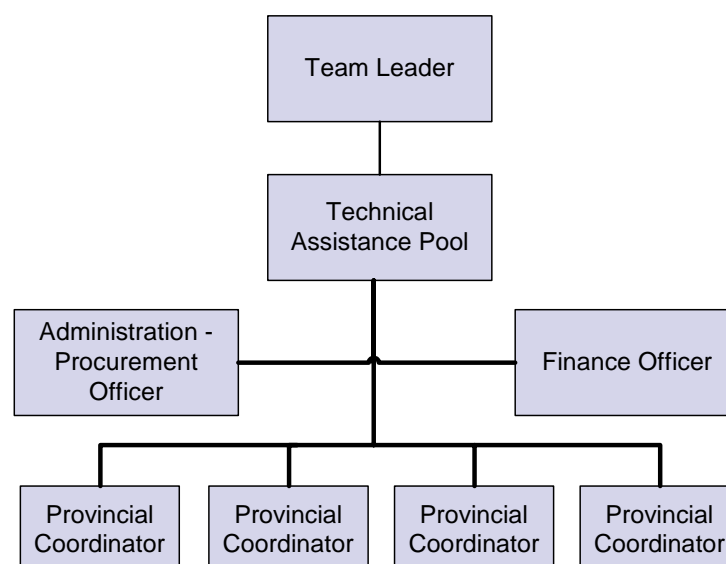 Team Leader
Technical
Assistance Pool
Administration -
Procurement
Officer
Finance Officer
Provincial
Coordinator
Provincial
Coordinator
Provincial
Coordinator
Provincial
Coordinator